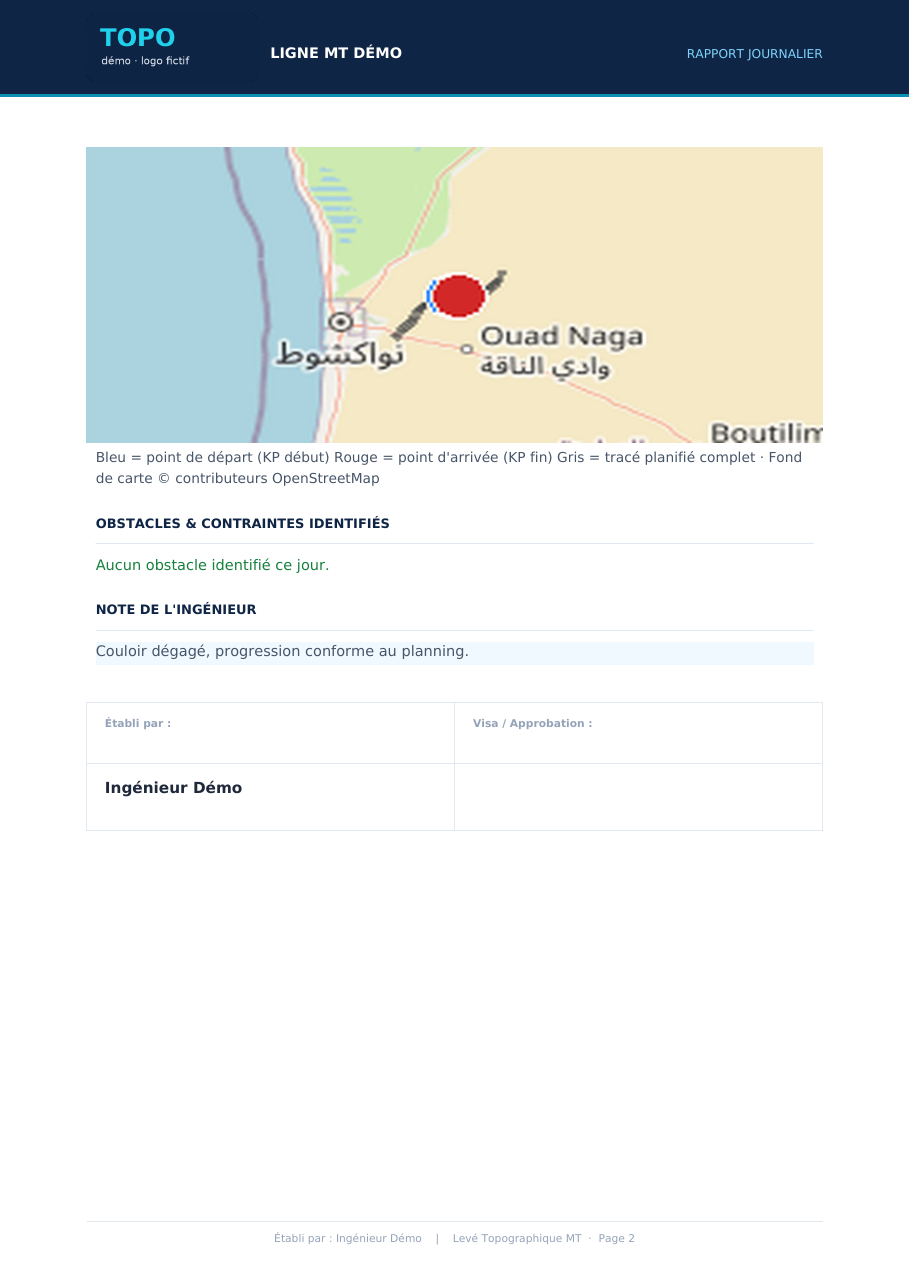 TOPO
démo · logo fictif
LIGNE MT DÉMO
RAPPORT JOURNALIER
نواكشوط
Ouad Naga
وادي الناقة
Boutilim
Bleu = point de départ (KP début) Rouge = point d'arrivée (KP fin) Gris = tracé planifié complet · Fond
de carte © contributeurs OpenStreetMap
OBSTACLES & CONTRAINTES IDENTIFIÉS
Aucun obstacle identifié ce jour.
NOTE DE L'INGÉNIEUR
Couloir dégagé, progression conforme au planning.
Établi par :
Visa / Approbation :
Ingénieur Démo
Établi par : Ingénieur Démo | Levé Topographique MT · Page 2